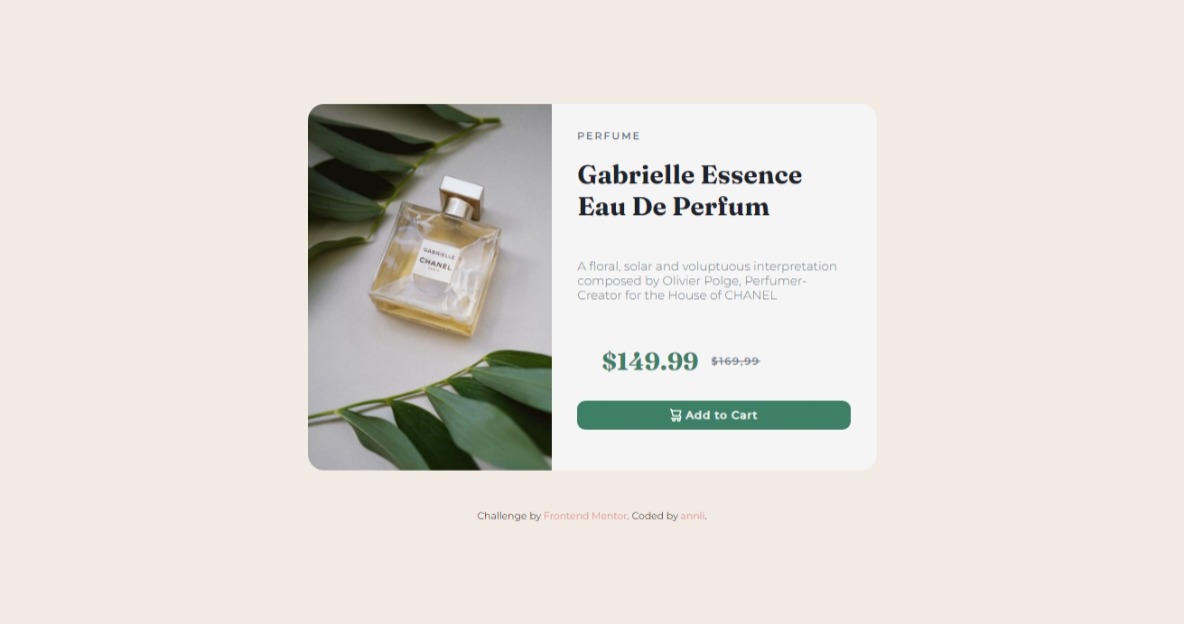 PERFUME
Gabrielle Essence
Eau De Perfum
A floral, solar and voluptuous interpretation
composed by Olivier Polge, Perfumer-
Creator for the House of CHANEL
GABRIELLE
CHANEL
PARIS
$149.99 $169,99
Add to Cart
Challenge by Frontend Mentor. Coded by annli.